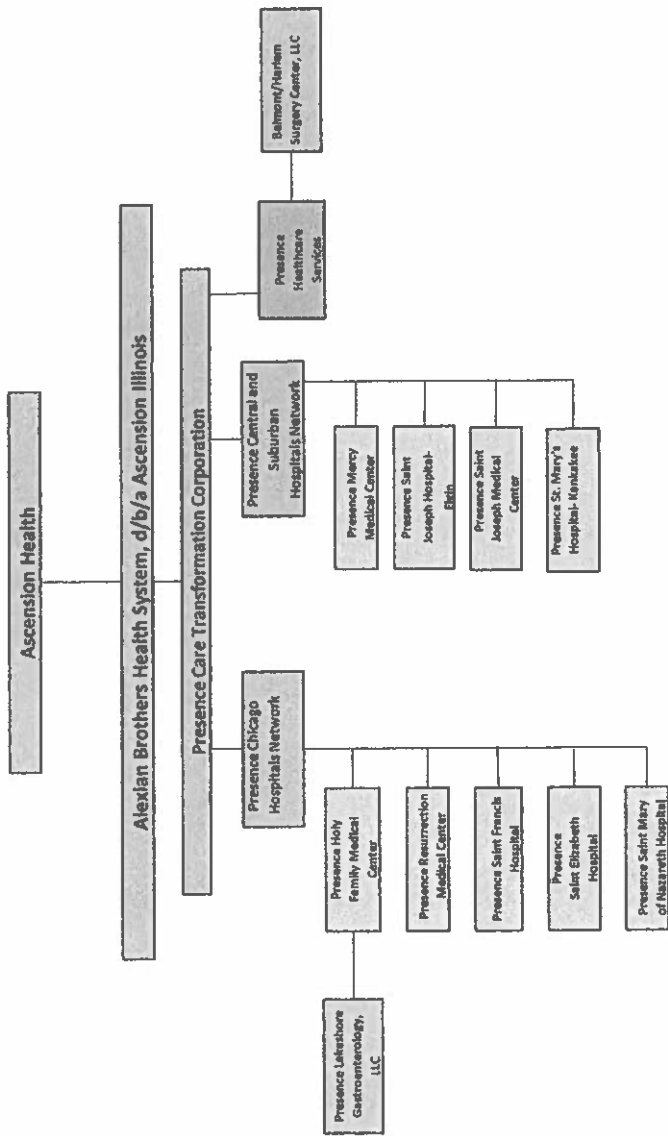 Ascension Health
Alexian Brothers Health System, d/b/a Ascension Illinois
Presence Care Transformation Corporation
Presence Chicago
Hospitals Network
Presence Central and
Suburban
Hospitals Network
Presence
Healthcare
Services
Belmont/Harlem
Surgery Center, LLC
Presence Lakeshore
Gastroenterology,
LLC
Presence Holy
Family Medical
Center
Presence Resurrection
Medical Center
Presence Saint Francis
Hospital
Presence
Saint Elizabeth
Hospital
Presence Saint Mary
of Nazareth Hospital
Presence Mercy
Medical Center
Presence Saint
Joseph Hospital-
Elgin
Presence Saint
Joseph Medical
Center
Presence St. Mary's
Hospital- Kankakee